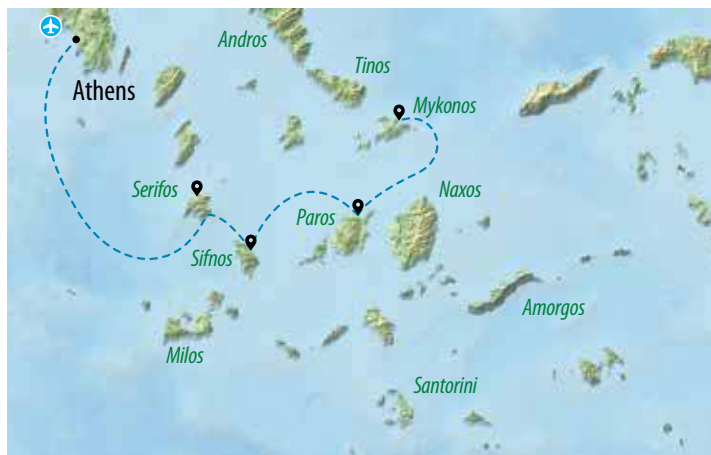 Andros
Tinos
Athens
Mykonos
Serifos
Naxos
Paros
Sifnos
Amorgos
Milos
Santorini